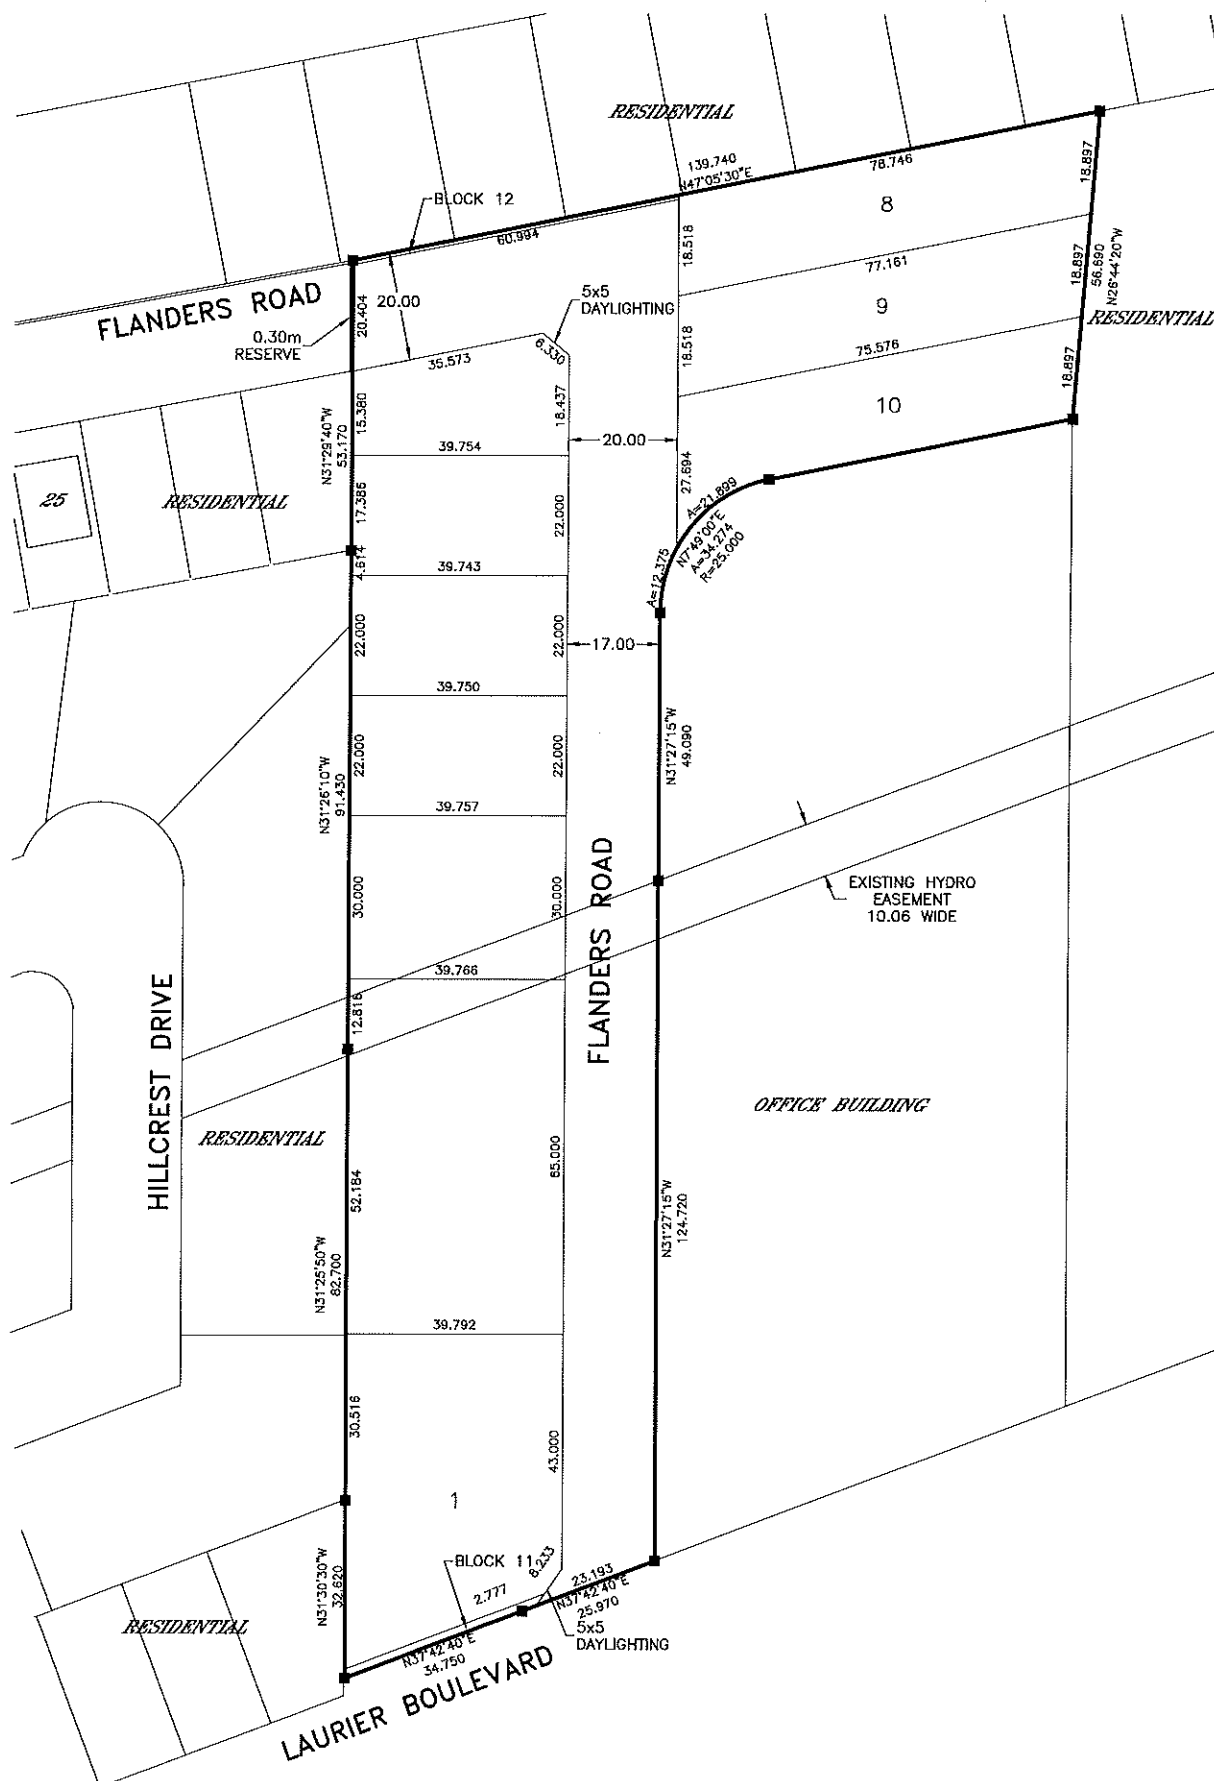 RESIDENTIAL
139.740
N47°05'30"E
78.746
18.897
BLOCK 12
8
60.994
18.518
77.161
18.897
56.690
N26°44'20"W
FLANDERS ROAD
20.404
20.00
5x5
DAYLIGHTING
9
RESIDENTIAL
0.30m
RESERVE
6.330
35.573
18.518
75.576
18.897
15.380
18.437
10
N31°29'40"W
53.170
39.754
20.00
25
RESIDENTIAL
17.386
22.000
27.694
A=21.899
N7°49'00"E
A=34.274
R=25.000
4.614
39.743
A=12.375
22.000
22.000
17.00
39.750
N31°26'10"W
91.430
22.000
22.000
N31°27'15"W
49.090
39.757
30.000
30.000
FLANDERS ROAD
EXISTING HYDRO
EASEMENT
10.06 WIDE
39.766
12.816
HILLCREST DRIVE
RESIDENTIAL
OFFICE BUILDING
52.184
65.000
N31°27'15"W
124.720
N31°25'50"W
82.700
39.792
30.516
43.000
1
N31°30'30"W
32.620
BLOCK 11
8.233
2.777
23.193
N37°42'40"E
25.970
RESIDENTIAL
5x5
DAYLIGHTING
N37°42'40"E
34.750
LAURIER BOULEVARD